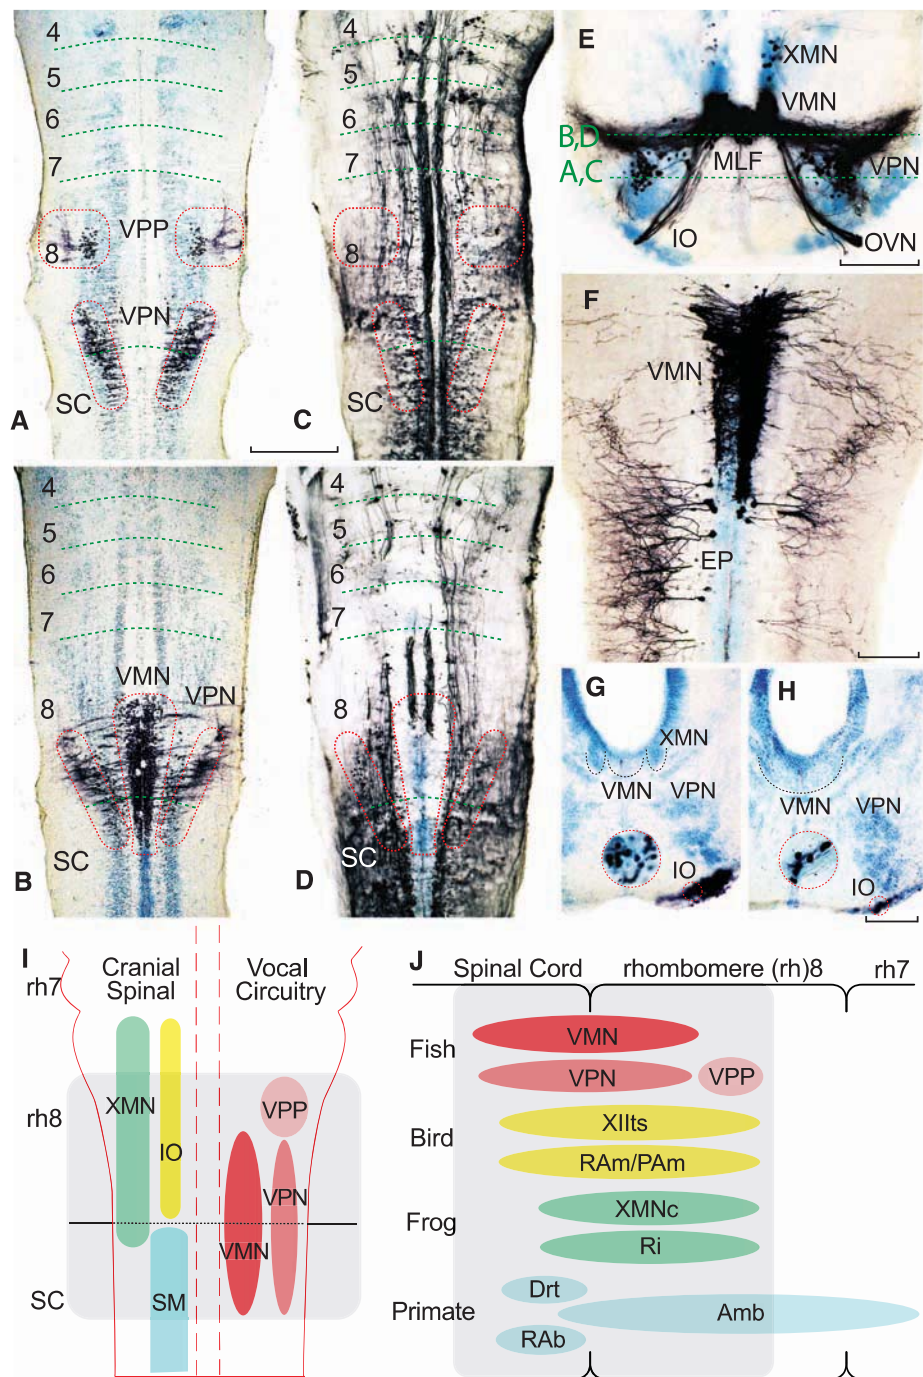 4
5
6
7
VPP
8
VPN
SC
A
4
5
6
7
8
SC
C
E
XMN
VMN
B,D
A,C
MLF
VPN
IO
OVN
F
VMN
EP
4
5
6
7
VMN
VPN
8
SC
B
4
5
6
7
8
SC
D
G
XMN
VMN
VPN
IO
H
VMN
VPN
IO
I
Cranial
Spinal
Vocal
Circuitry
rh7
rh8
XMN
IO
VPP
VPN
VMN
SC
SM
J
Spinal Cord
rhombomere (rh)8
rh7
Fish
VMN
VPN
VPP
Bird
XIIts
RAm/PAm
Frog
XMNc
Ri
Primate
Drt
Amb
RAb